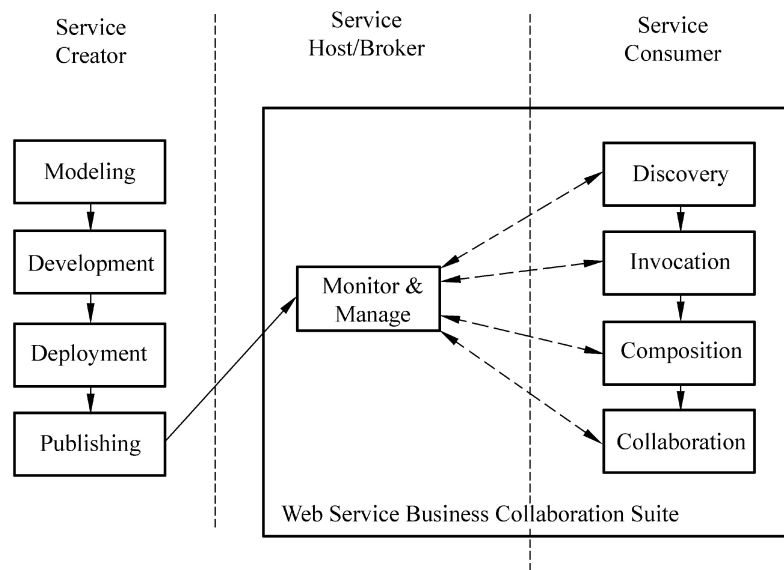 Service
Creator
Service
Host/Broker
Service
Consumer
Modeling
Development
Deployment
Publishing
Monitor &
Manage
Discovery
Invocation
Composition
Collaboration
Web Service Business Collaboration Suite